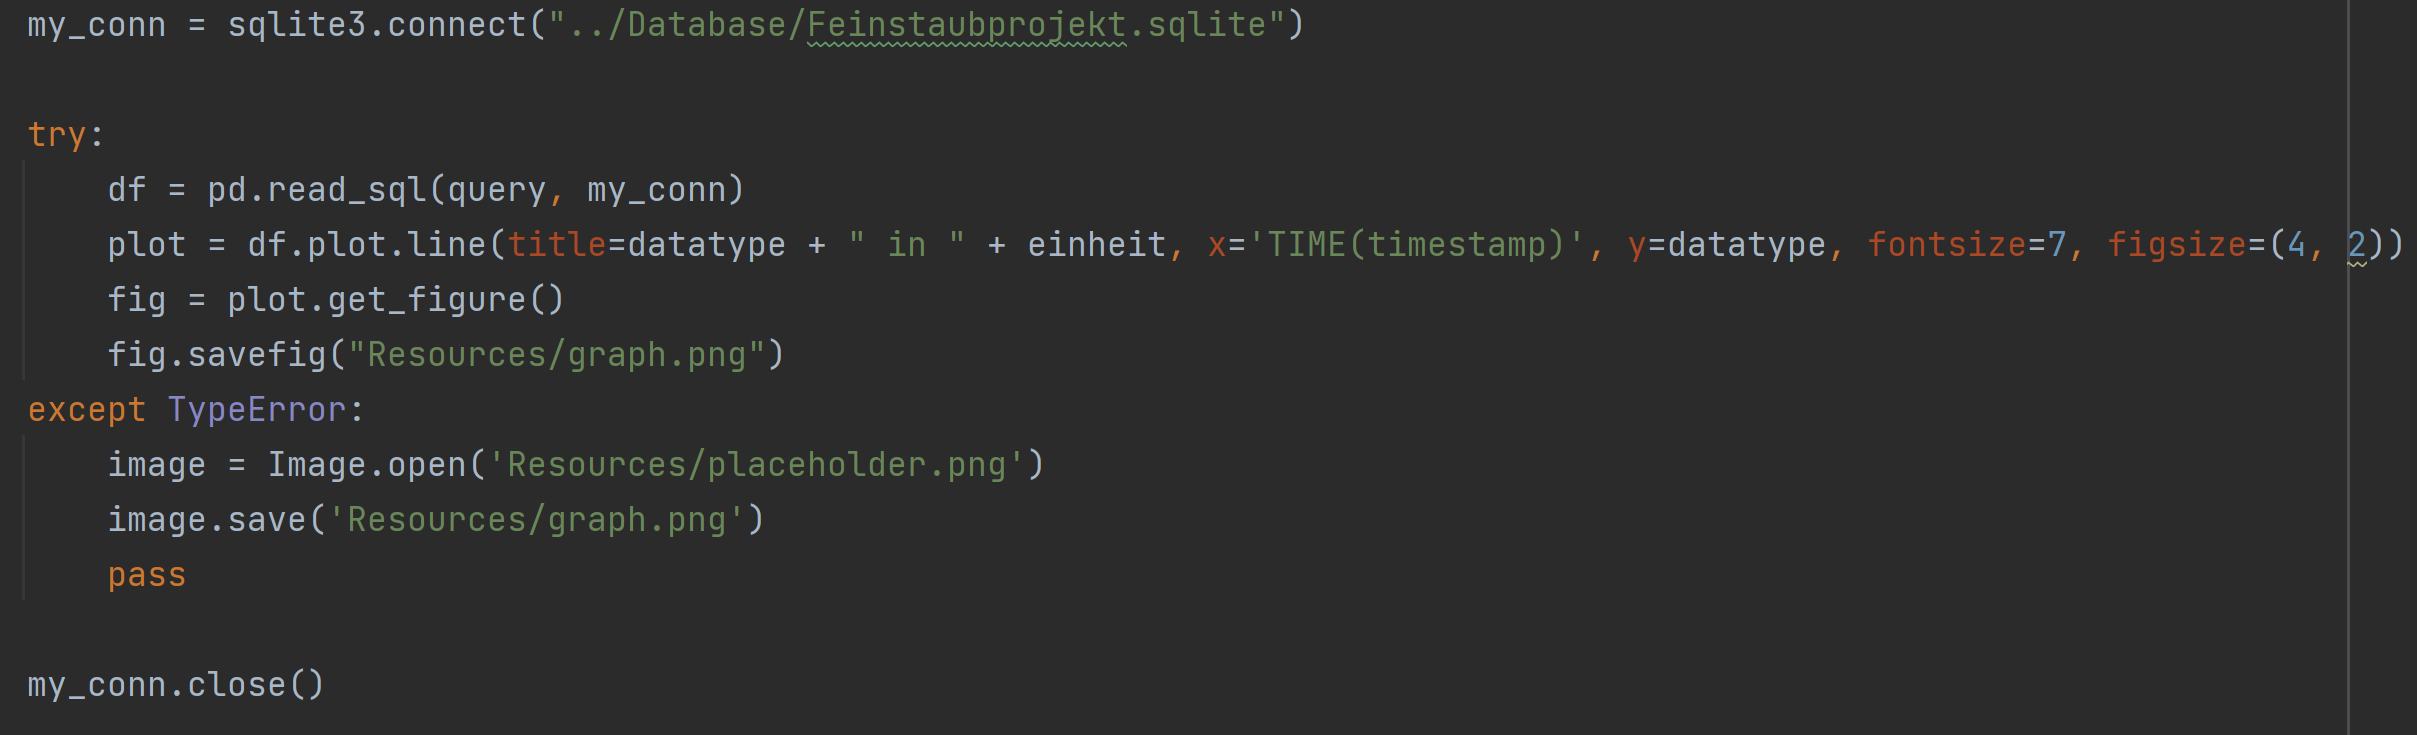 my_conn = sqlite3.connect("../Database/Feinstaubprojekt.sqlite")
try:
df = pd.read_sql(query, my_conn)
plot = df.plot.line(title=datatype + " in " + einheit, x='TIME(timestamp)', y=datatype, fontsize=7, figsize=(4, 2))
fig = plot.get_figure()
fig.savefig("Resources/graph.png")
except TypeError:
image = Image.open('Resources/placeholder.png')
image.save('Resources/graph.png')
pass
my_conn.close()